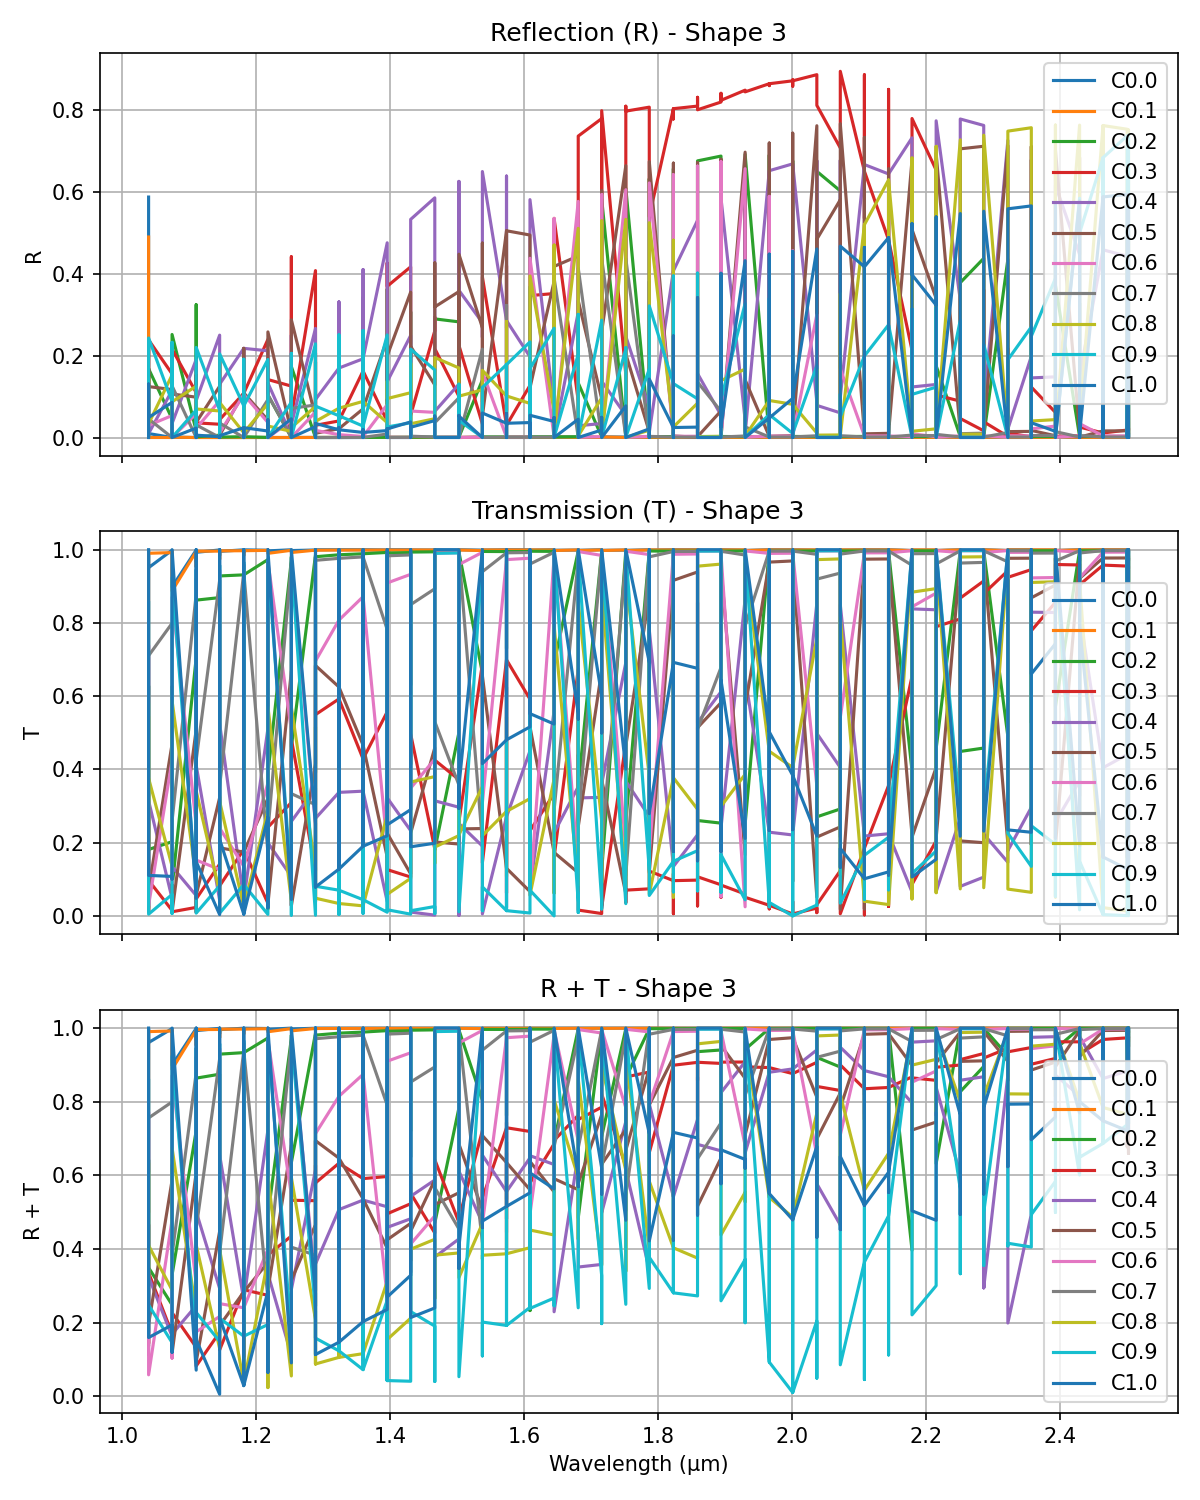 Reflection (R) - Shape 3
0.8
0.6
0.4
0.2
0.0
R
C0.0
C0.1
C0.2
C0.3
C0.4
C0.5
C0.6
C0.7
C0.8
C0.9
C1.0
Transmission (T) - Shape 3
1.0
0.8
0.6
0.4
0.2
0.0
T
C0.0
C0.1
C0.2
C0.3
C0.4
C0.5
C0.6
C0.7
C0.8
C0.9
C1.0
R + T - Shape 3
1.0
0.8
0.6
0.4
0.2
0.0
R + T
C0.0
C0.1
C0.2
C0.3
C0.4
C0.5
C0.6
C0.7
C0.8
C0.9
C1.0
1.0 1.2 1.4 1.6 1.8 2.0 2.2 2.4
Wavelength (μm)